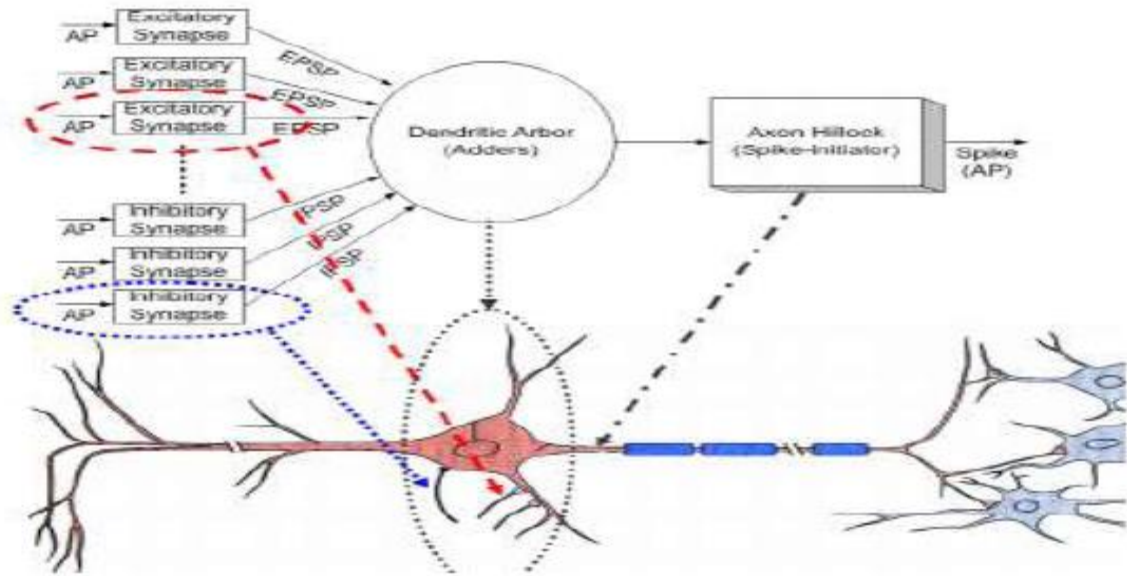 Excitatory
Synapse
AP
EPSP
Excitatory
Synapse
AP
EPSP
Excitatory
Synapse
AP
EPSP
Dendritic Arbor
(Adders)
Axon Hillock
(Spike-Initiator)
Spike
(AP)
Inhibitory
Synapse
AP
IPSP
Inhibitory
Synapse
AP
IPSP
Inhibitory
Synapse
AP
IPSP